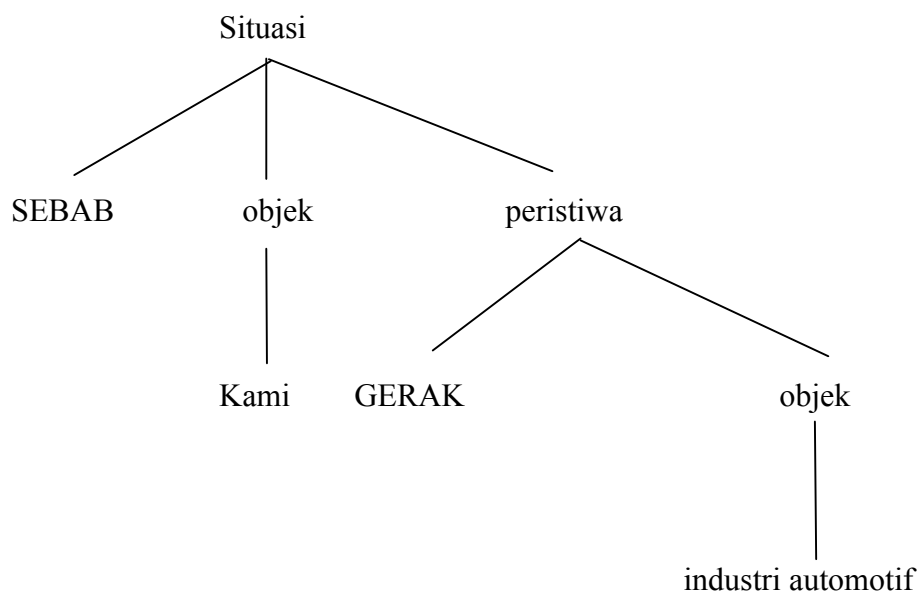 Situasi
SEBAB objek peristiwa
Kami GERAK objek
industri automotif